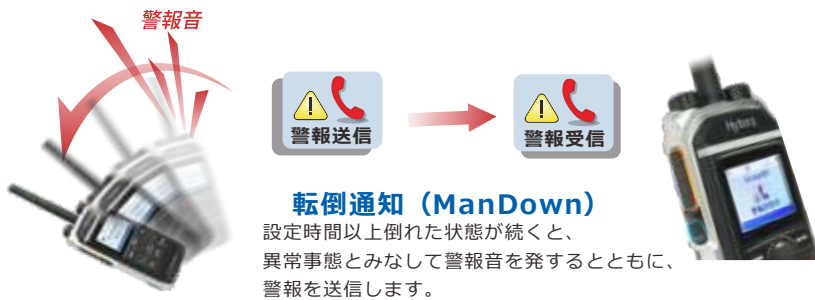 警報音
警報送信
警報受信
Hytera
転倒通知（ManDown）
設定時間以上倒れた状態が続くと、
異常事態とみなして警報音を発するとともに、
警報を送信します。